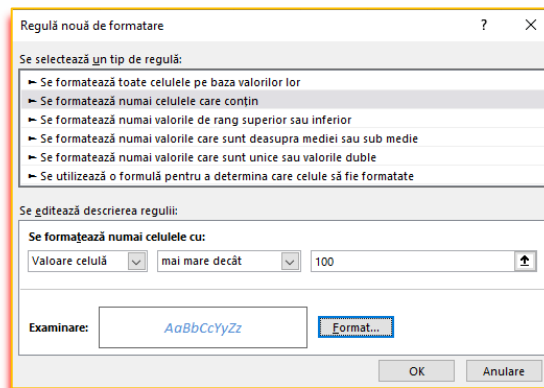 Regulă nouă de formatare ? ×
Se selectează un tip de regulă:
► Se formatează toate celulele pe baza valorilor lor
► Se formatează numai celulele care conțin
► Se formatează numai valorile de rang superior sau inferior
► Se formatează numai valorile care sunt deasupra mediei sau sub medie
► Se formatează numai valorile care sunt unice sau valorile duble
► Se utilizează o formulă pentru a determina care celule să fie formatate
Se editează descrierea regulii:
Se formatează numai celulele cu:
Valoare celulă mai mare decât 100
Examinare: AaBbCcYyZz Format...
OK Anulare